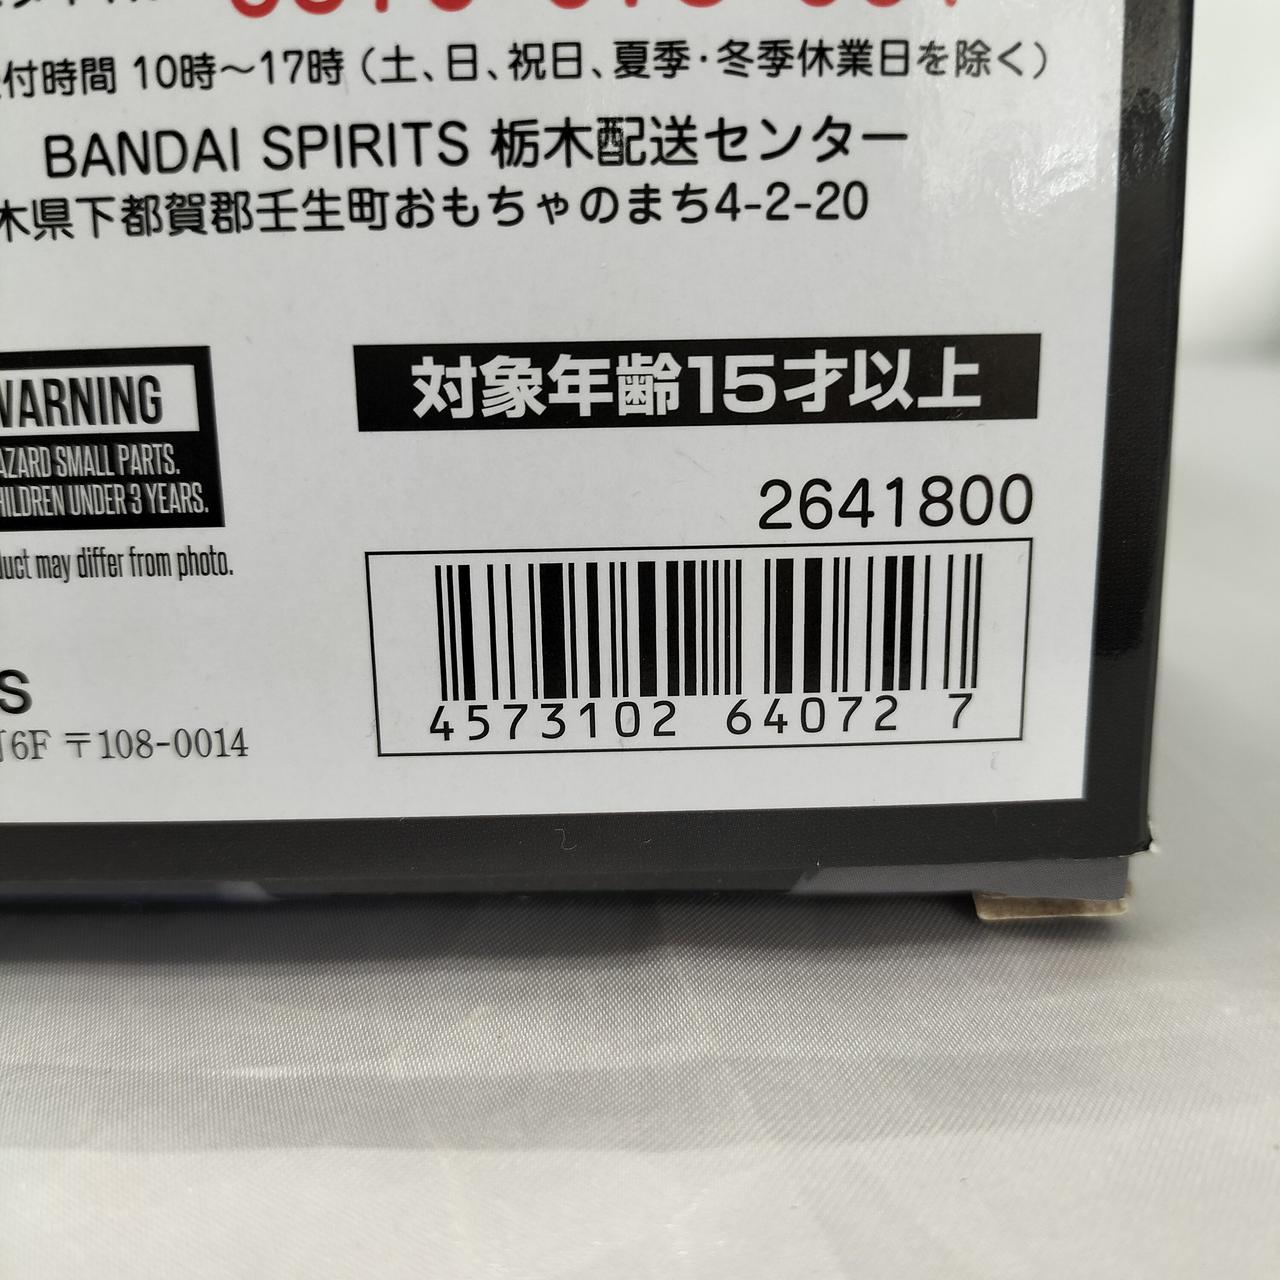 付時間 10時～17時（土、日、祝日、夏季・冬季休業日を除く）
BANDAI SPIRITS 栃木配送センター
木県下都賀郡壬生町おもちゃのまち4-2-20
WARNING
AZARD SMALL PARTS.
HILDREN UNDER 3 YEARS.
duct may differ from photo.
対象年齢15才以上
2641800
4573102 64072 7
S
6F 〒108-0014